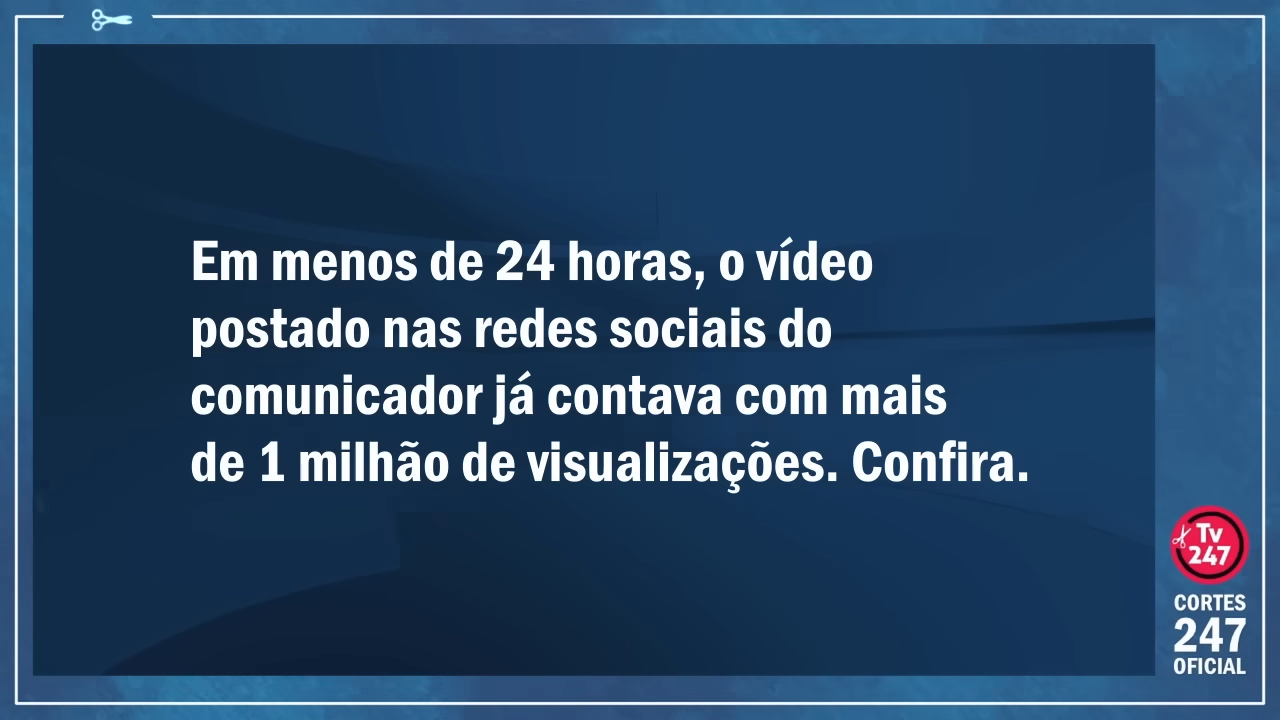 Em menos de 24 horas, o vídeo
postado nas redes sociais do
comunicador já contava com mais
de 1 milhão de visualizações. Confira.
Tv
247
CORTES
247
OFICIAL